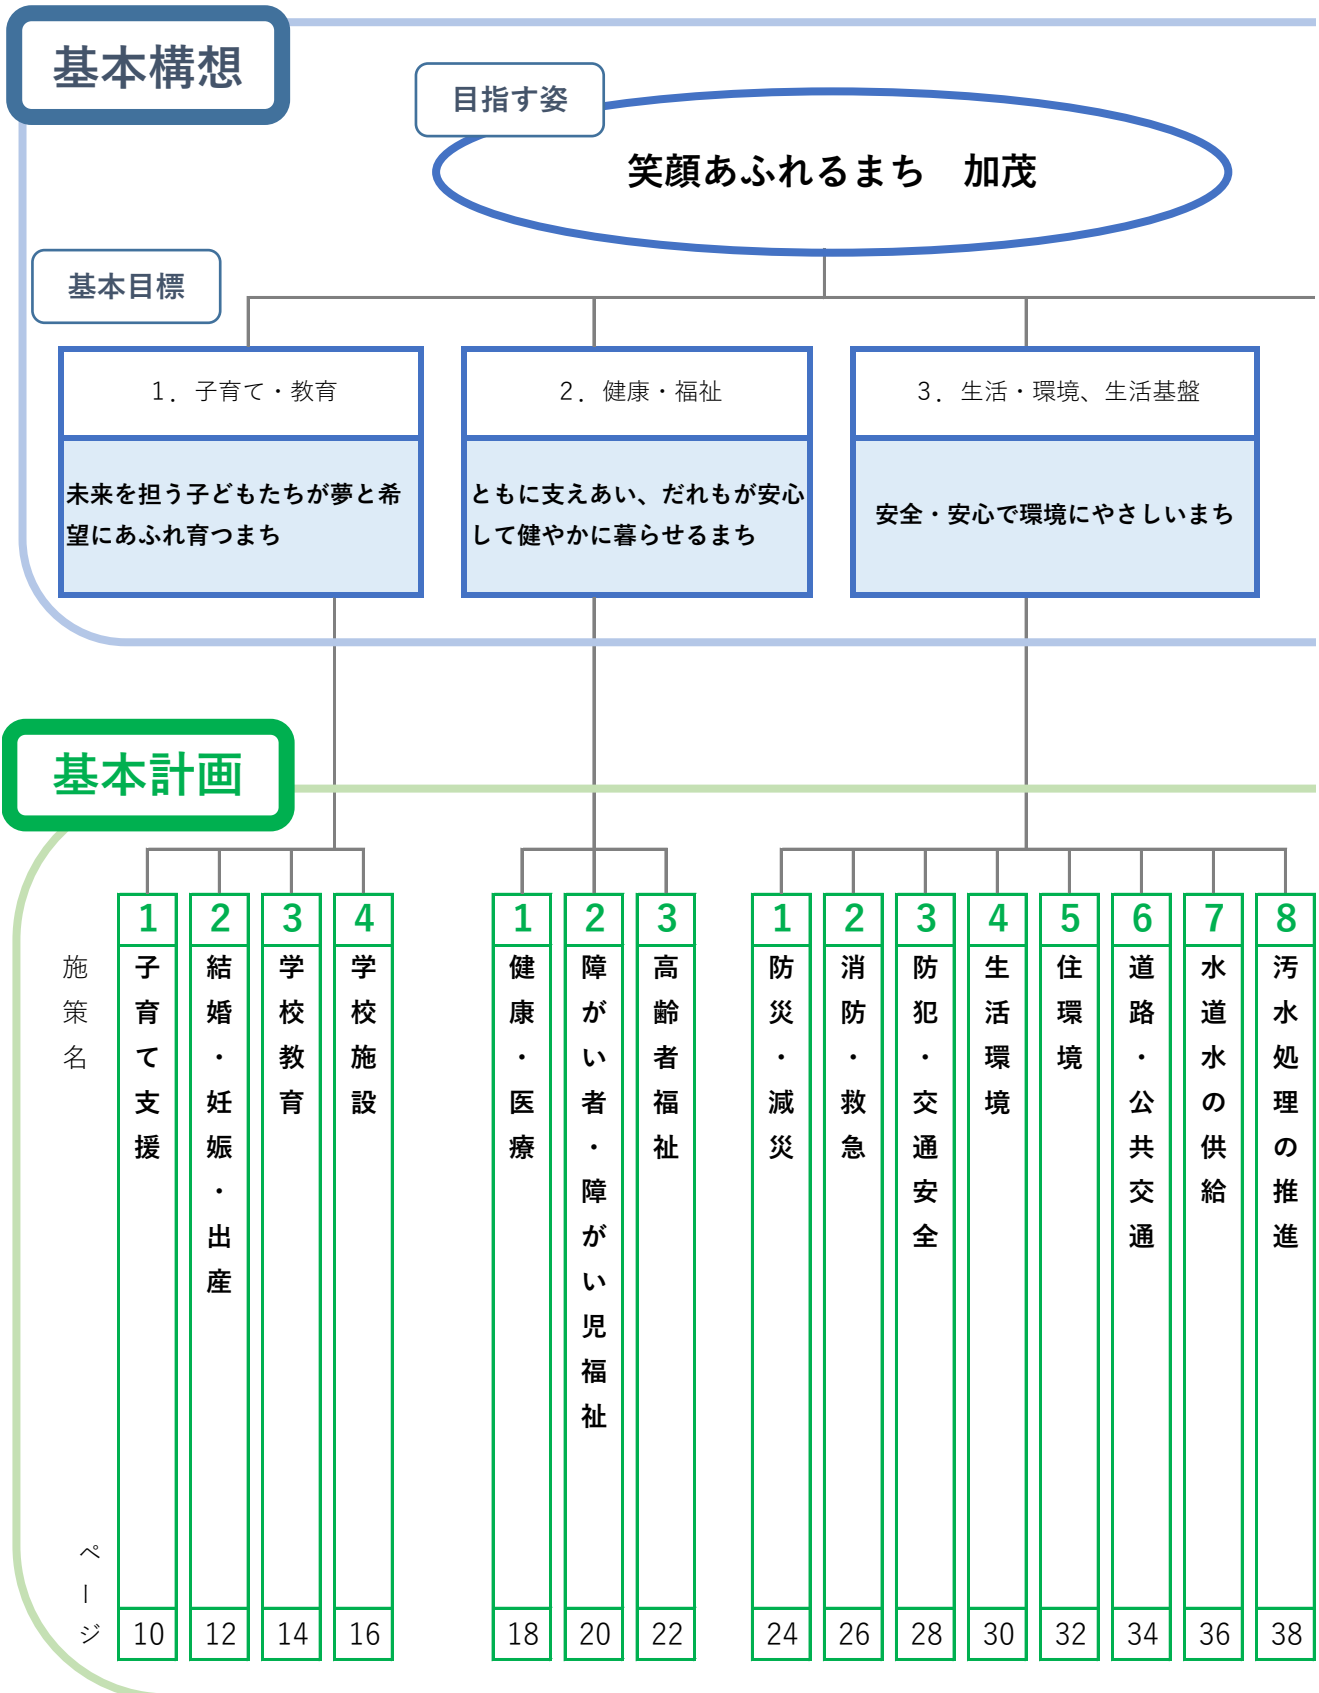 基本構想
目指す姿
笑顔あふれるまち　加茂
基本目標
1．子育て・教育
未来を担う子どもたちが夢と希
望にあふれ育つまち
2．健康・福祉
ともに支えあい、だれもが安心
して健やかに暮らせるまち
3．生活・環境、生活基盤
安全・安心で環境にやさしいまち
基本計画
施策名
ページ
1
子育て支援
10
2
結婚・妊娠・出産
12
3
学校教育
14
4
学校施設
16
1
健康・医療
18
2
障がい者・障がい児福祉
20
3
高齢者福祉
22
1
防災・減災
24
2
消防・救急
26
3
防犯・交通安全
28
4
生活環境
30
5
住環境
32
6
道路・公共交通
34
7
水道水の供給
36
8
汚水処理の推進
38